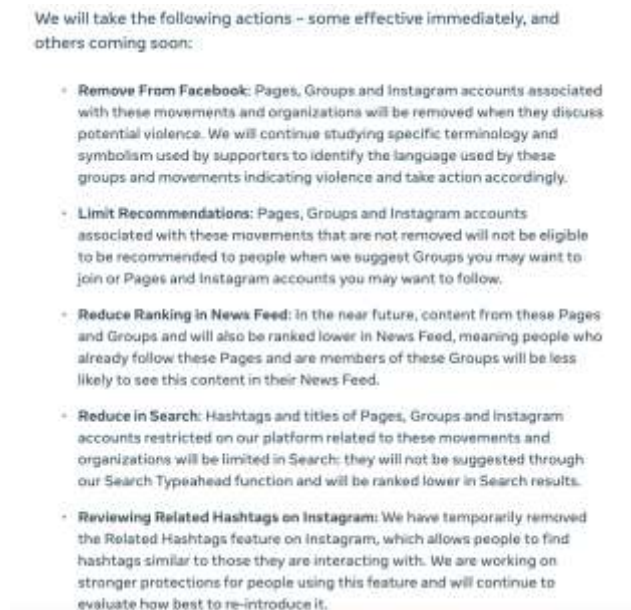 We will take the following actions – some effective immediately, and
others coming soon:
• Remove From Facebook: Pages, Groups and Instagram accounts associated
with these movements and organizations will be removed when they discuss
potential violence. We will continue studying specific terminology and
symbolism used by supporters to identify the language used by these
groups and movements indicating violence and take action accordingly.
• Limit Recommendations: Pages, Groups and Instagram accounts
associated with these movements that are not removed will not be eligible
to be recommended to people when we suggest Groups you may want to
join or Pages and Instagram accounts you may want to follow.
• Reduce Ranking in News Feed: In the near future, content from these Pages
and Groups and will also be ranked lower in News Feed, meaning people who
already follow these Pages and are members of these Groups will be less
likely to see this content in their News Feed.
• Reduce in Search: Hashtags and titles of Pages, Groups and Instagram
accounts restricted on our platform related to these movements and
organizations will be limited in Search: they will not be suggested through
our Search Typeahead function and will be ranked lower in Search results.
• Reviewing Related Hashtags on Instagram: We have temporarily removed
the Related Hashtags feature on Instagram, which allows people to find
hashtags similar to those they are interacting with. We are working on
stronger protections for people using this feature and will continue to
evaluate how best to re-introduce it.